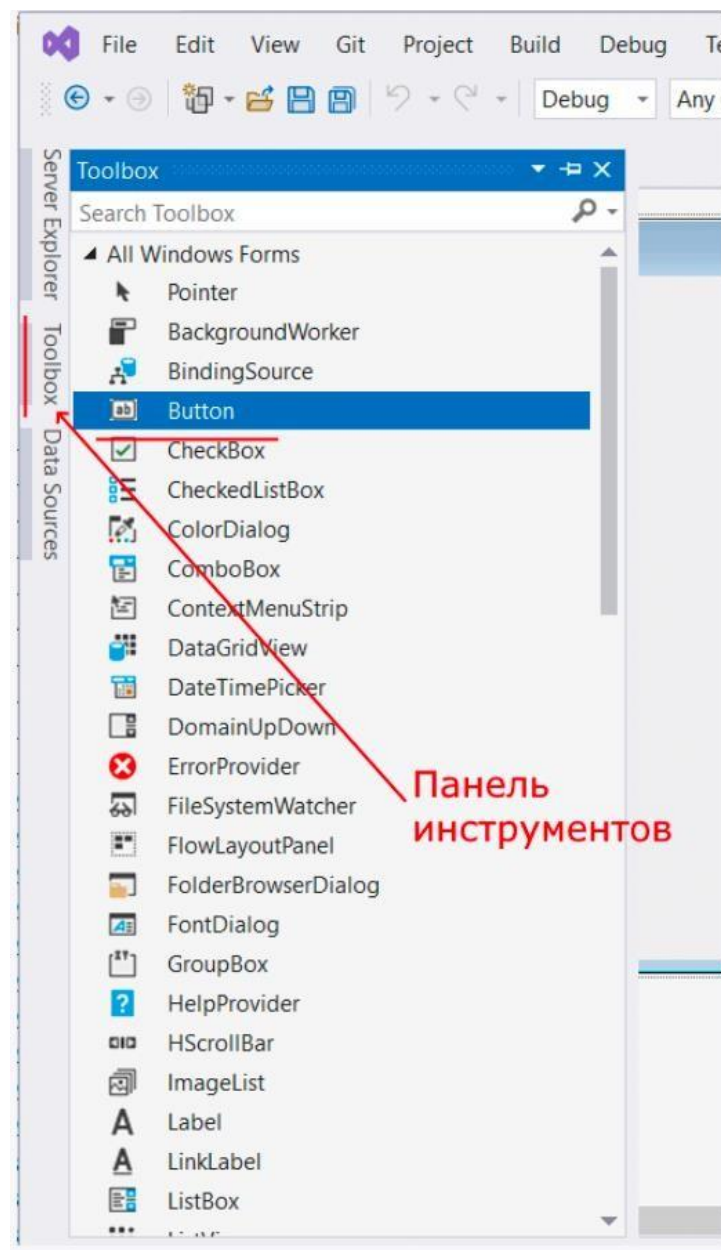 File Edit View Git Project Build Debug
Debug Any
Server Explorer
Toolbox
Data Sources
Toolbox
Search Toolbox
All Windows Forms
Pointer
BackgroundWorker
BindingSource
Button
CheckBox
CheckedListBox
ColorDialog
ComboBox
ContextMenuStrip
DataGridView
DateTimePicker
DomainUpDown
ErrorProvider
FileSystemWatcher
FlowLayoutPanel
FolderBrowserDialog
FontDialog
GroupBox
HelpProvider
HScrollBar
ImageList
Label
LinkLabel
ListBox
Панель
инструментов